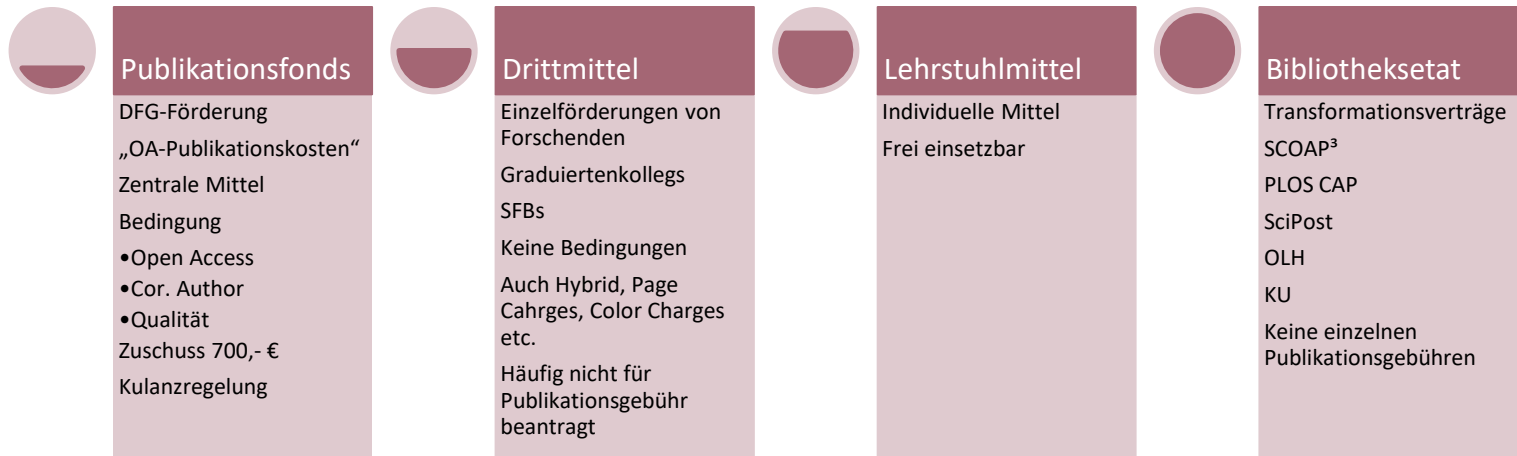 Publikationsfonds
DFG-Förderung
„OA-Publikationskosten“
Zentrale Mittel
Bedingung
•Open Access
•Cor. Author
•Qualität
Zuschuss 700,- €
Kulanzregelung
Drittmittel
Einzelförderungen von
Forschenden
Graduiertenkollegs
SFBs
Keine Bedingungen
Auch Hybrid, Page
Cahrges, Color Charges
etc.
Häufig nicht für
Publikationsgebühr
beantragt
Lehrstuhlmittel
Individuelle Mittel
Frei einsetzbar
Bibliotheksetat
Transformationsverträge
SCOAP³
PLOS CAP
SciPost
OLH
KU
Keine einzelnen
Publikationsgebühren